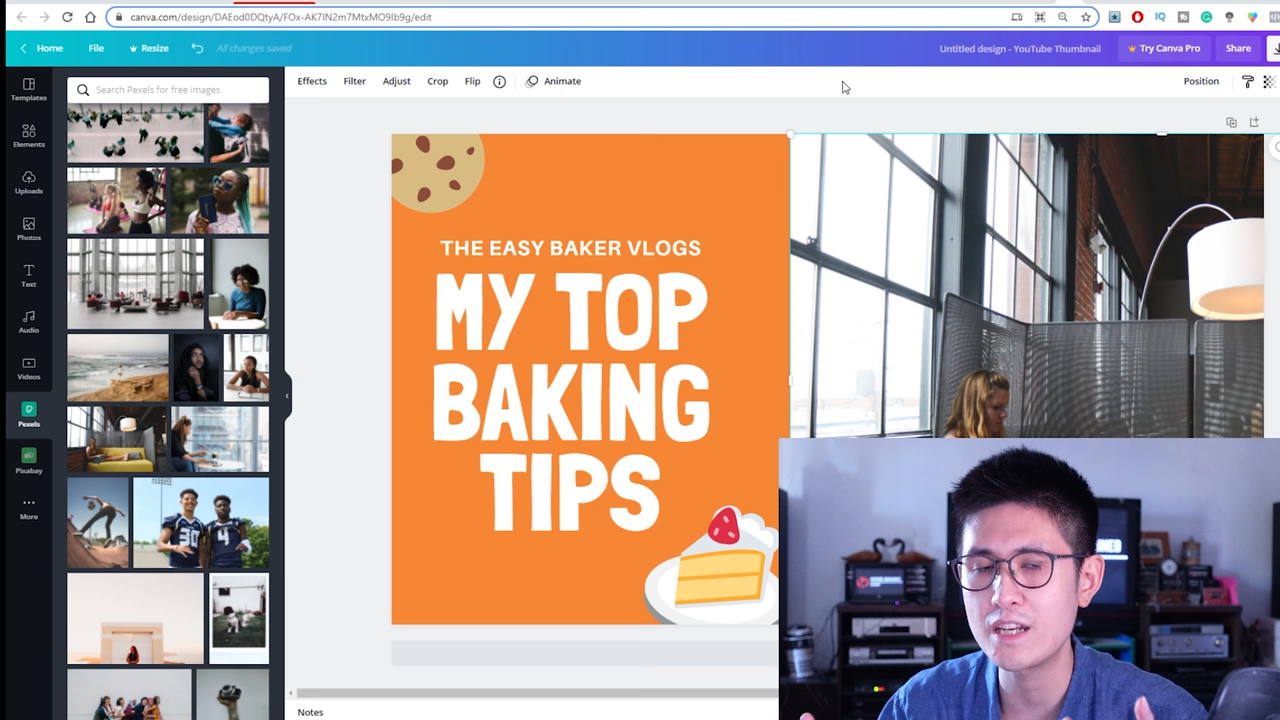 canva.com/design/DAEod0DQtyA/FOx-AK7IN2m7MtxMO9Ib9g/edit
Home File Resize All changes saved Untitled design - YouTube Thumbnail Try Canva Pro Share
Templates
Elements
Uploads
Photos
Text
Audio
Videos
Pexels
Pixabay
More
Search Pexels for free images
Effects Filter Adjust Crop Flip Animate Position
THE EASY BAKER VLOGS
MY TOP
BAKING
TIPS
30 4
Notes